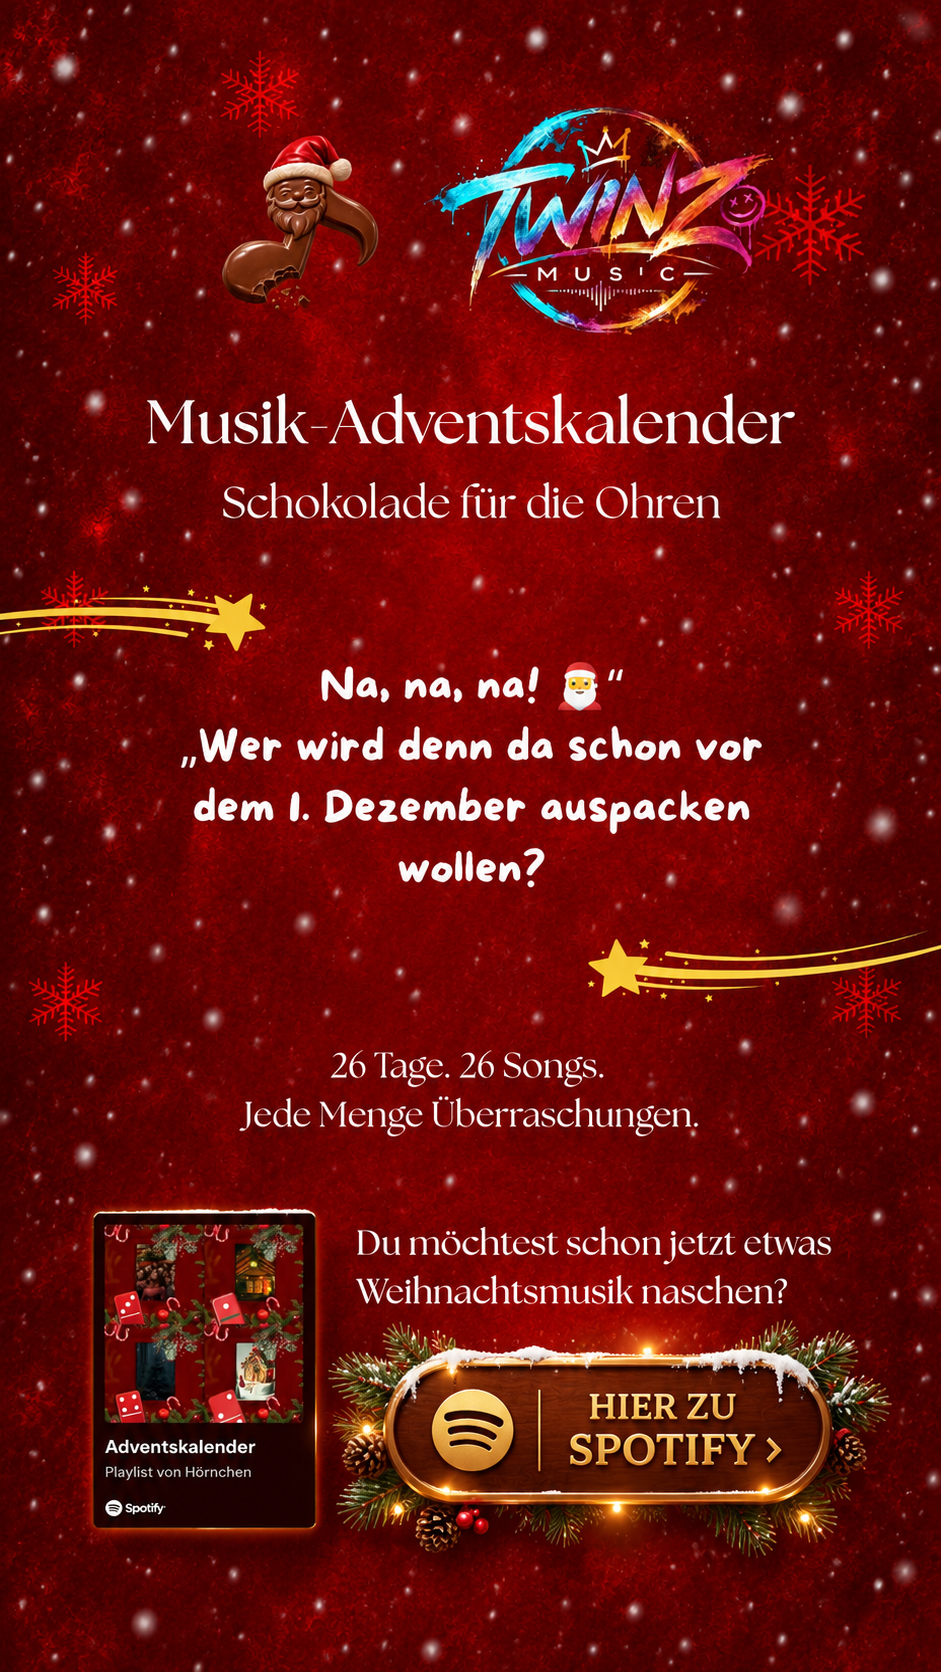 TWINZ
MUSIC
Musik-Adventskalender
Schokolade für die Ohren
Na, na, na! 🎅“
„Wer wird denn da schon vor
dem 1. Dezember auspacken
wollen?
26 Tage. 26 Songs.
Jede Menge Überraschungen.
Du möchtest schon jetzt etwas
Weihnachtsmusik naschen?
Adventskalender
Playlist von Hörnchen
Spotify
HIER ZU
SPOTIFY >